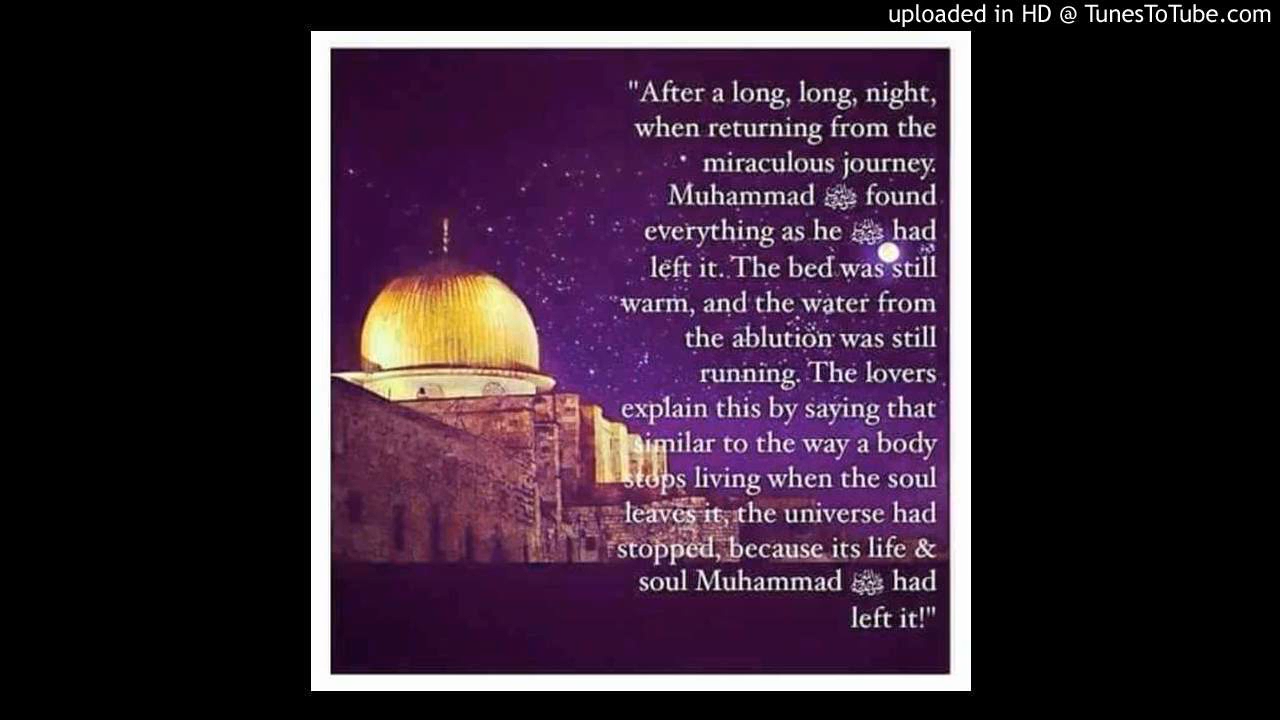 uploaded in HD @ TunesToTube.com
"After a long, long, night,
when returning from the
miraculous journey.
Muhammad ﷺ found
everything as he ﷺ had
left it. The bed was still
warm, and the water from
the ablution was still
running. The lovers
explain this by saying that
similar to the way a body
stops living when the soul
leaves it, the universe had
stopped, because its life &
soul Muhammad ﷺ had
left it!"